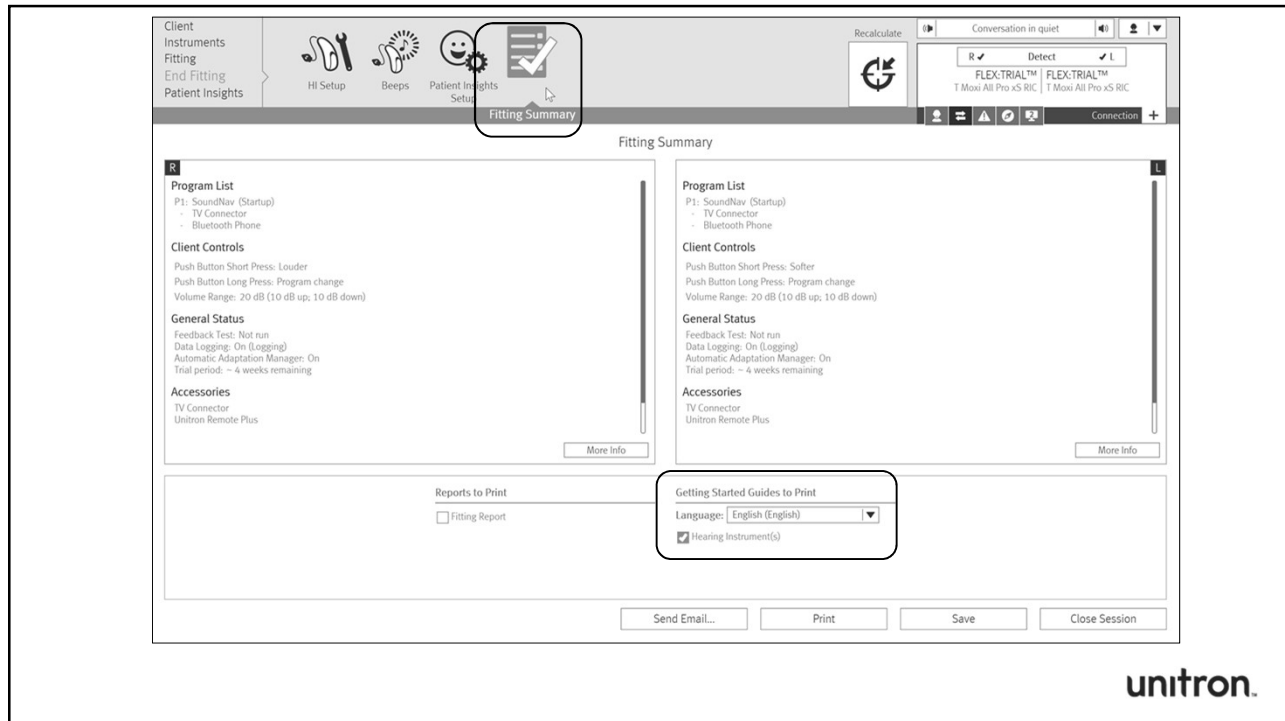 Client
Instruments
Fitting
End Fitting
Patient Insights
HI Setup
Beeps
Patient Insights
Setup
Fitting Summary
Recalculate
Conversation in quiet
R ✔ Detect ✔ L
FLEX:TRIAL™ FLEX:TRIAL™
T Moxi All Pro xS RIC T Moxi All Pro xS RIC
2
Connection +
Fitting Summary
R
Program List
P1: SoundNav (Startup)
- TV Connector
- Bluetooth Phone
Client Controls
Push Button Short Press: Louder
Push Button Long Press: Program change
Volume Range: 20 dB (10 dB up; 10 dB down)
General Status
Feedback Test: Not run
Data Logging: On (Logging)
Automatic Adaptation Manager: On
Trial period: ~ 4 weeks remaining
Accessories
TV Connector
Unitron Remote Plus
More Info
L
Program List
P1: SoundNav (Startup)
- TV Connector
- Bluetooth Phone
Client Controls
Push Button Short Press: Softer
Push Button Long Press: Program change
Volume Range: 20 dB (10 dB up; 10 dB down)
General Status
Feedback Test: Not run
Data Logging: On (Logging)
Automatic Adaptation Manager: On
Trial period: ~ 4 weeks remaining
Accessories
TV Connector
Unitron Remote Plus
More Info
Reports to Print
Fitting Report
Getting Started Guides to Print
Language: English (English)
Hearing Instrument(s)
Send Email...
Print
Save
Close Session
unitron™